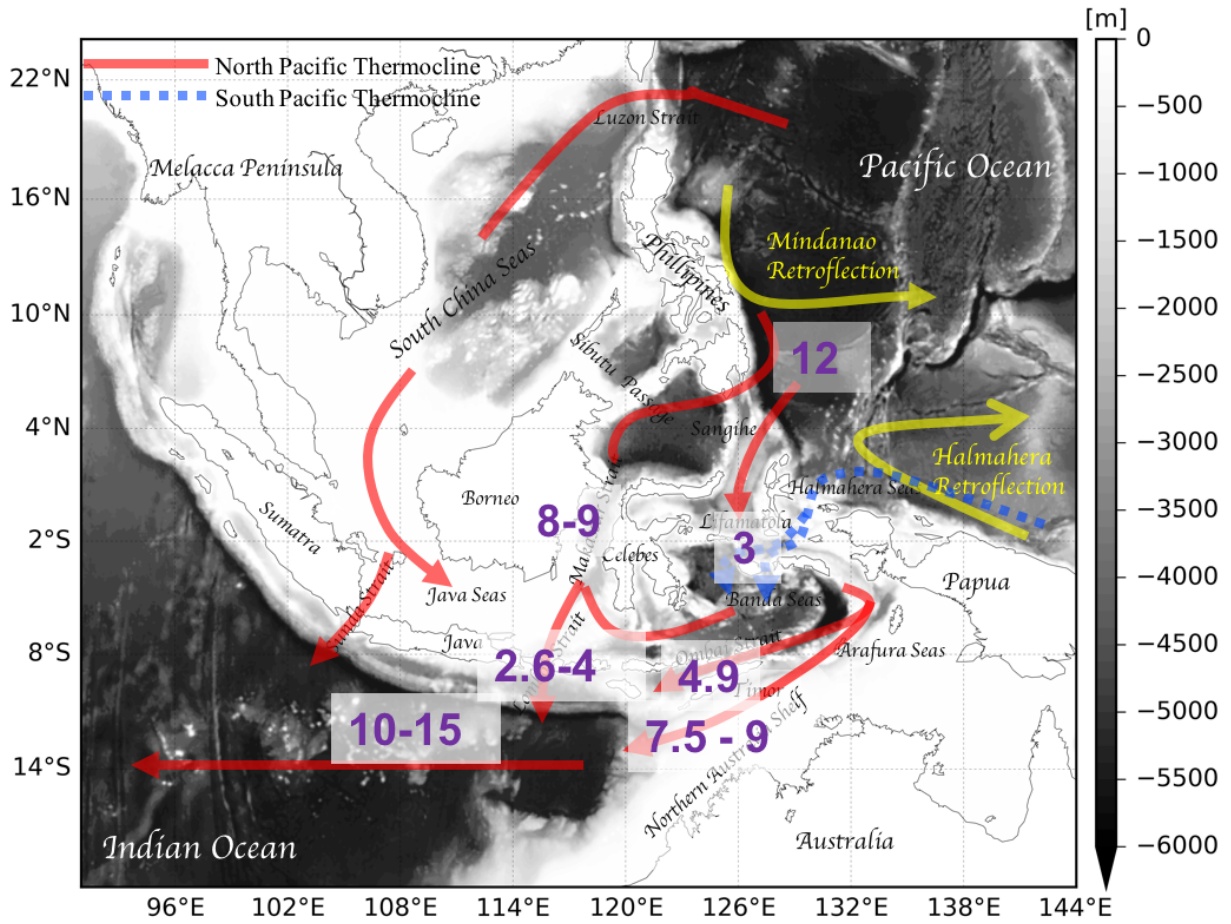 [m]
North Pacific Thermocline
South Pacific Thermocline
Luzon Strait
Melacca Peninsula
Pacific Ocean
Mindanao
Retroflection
Phillipines
South China Seas
Sibutu Passage
12
Sangihe
Halmahera
Retroflection
Halmahera Seas
Borneo
8-9
Makassar Strait
Lifamatola
3
Celebes
Sumatra
Banda Seas
Papua
Java Seas
Sunda Strait
Java
2.6-4
Strait
Ombai Strait
4.9
Timor
Arafura Seas
10-15
7.5 - 9
Northern Australian Shelf
Indian Ocean
Australia
22°N
16°N
10°N
4°N
2°S
8°S
14°S
96°E 102°E 108°E 114°E 120°E 126°E 132°E 138°E 144°E
0
−500
−1000
−1500
−2000
−2500
−3000
−3500
−4000
−4500
−5000
−5500
−6000